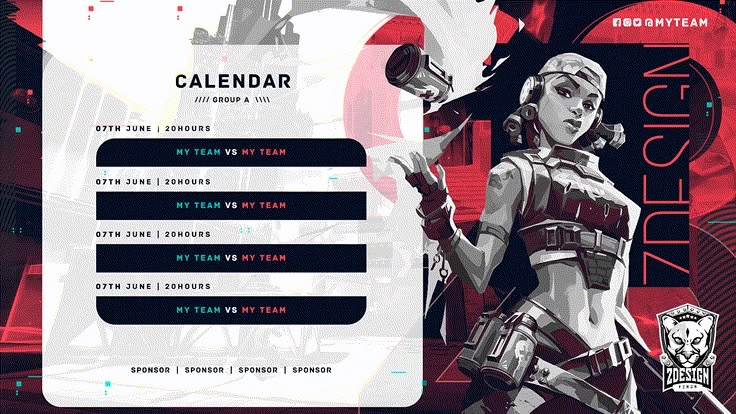 @MYTEAM
CALENDAR
//// GROUP A \\\\
07TH JUNE | 20HOURS
MY TEAM VS MY TEAM
07TH JUNE | 20HOURS
MY TEAM VS MY TEAM
07TH JUNE | 20HOURS
MY TEAM VS MY TEAM
07TH JUNE | 20HOURS
MY TEAM VS MY TEAM
SPONSOR | SPONSOR | SPONSOR | SPONSOR
ZDESIGN
ZDESIGN